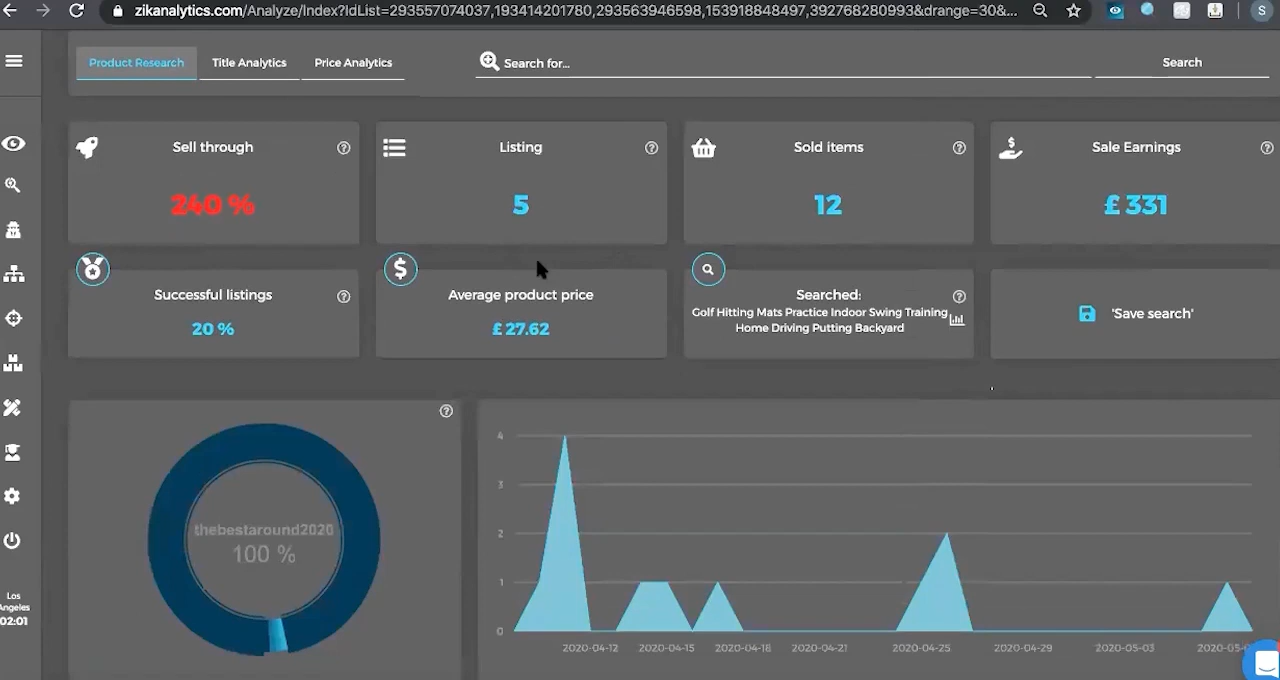 zikanalytics.com/Analyze/Index?IdList=293557074037,193414201780,293563946598,153918848497,392768280993&drange=30&...
S
Product Research
Title Analytics
Price Analytics
Search for...
Search
Sell through
240 %
Listing
5
Sold items
12
Sale Earnings
£ 331
Successful listings
20 %
Average product price
£ 27.62
Searched:
Golf Hitting Mats Practice Indoor Swing Training
Home Driving Putting Backyard
'Save search'
thebestaround2020
100 %
4
3
2
1
0
2020-04-12
2020-04-15
2020-04-18
2020-04-21
2020-04-25
2020-04-29
2020-05-03
Los
Angeles
02:01